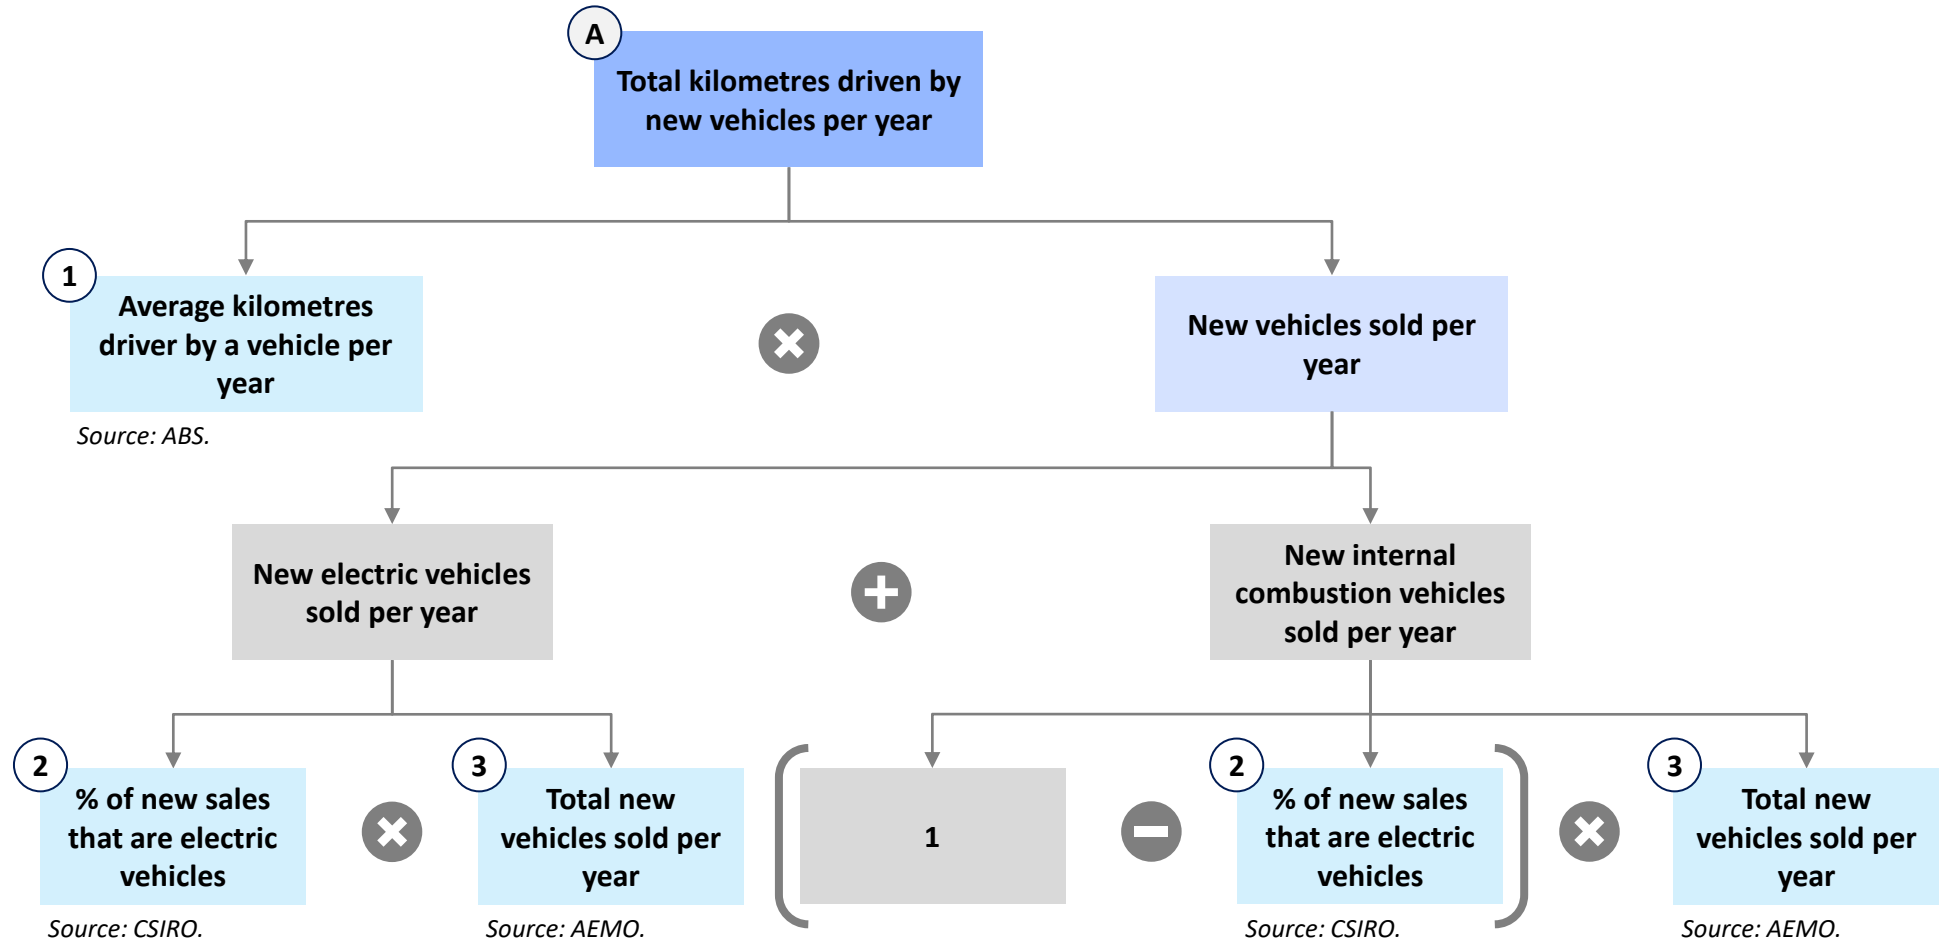 A
Total kilometres driven by
new vehicles per year
1
Average kilometres
driver by a vehicle per
year
Source: ABS.
New vehicles sold per
year
New electric vehicles
sold per year
New internal
combustion vehicles
sold per year
2
% of new sales
that are electric
vehicles
Source: CSIRO.
3
Total new
vehicles sold per
year
Source: AEMO.
1
2
% of new sales
that are electric
vehicles
Source: CSIRO.
3
Total new
vehicles sold per
year
Source: AEMO.